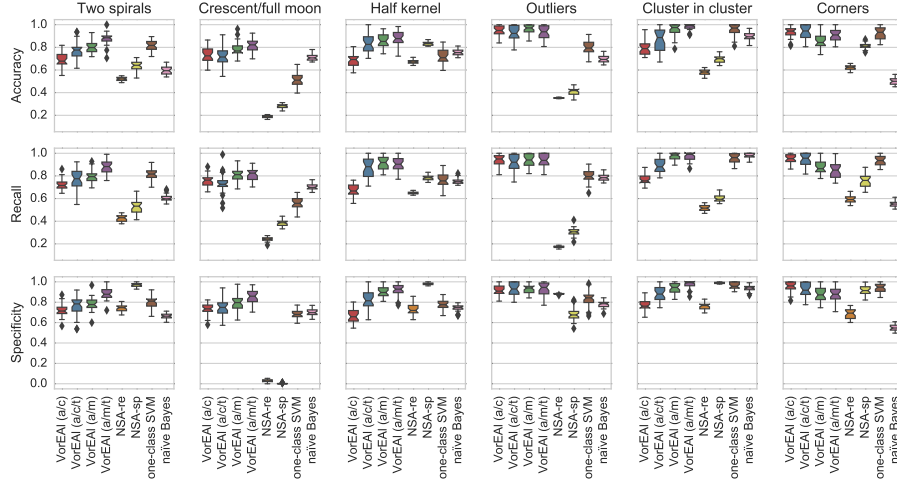 Two spirals Crescent/full moon Half kernel Outliers Cluster in cluster Corners
Accuracy
1.0
0.8
0.6
0.4
0.2
Recall
1.0
0.8
0.6
0.4
0.2
Specificity
1.0
0.8
0.6
0.4
0.2
0.0
VorEAl (a/c)
VorEAl (a/c/t)
VorEAl (a/m)
VorEAl (a/m/t)
NSA-re
NSA-sp
one-class SVM
naïve Bayes
VorEAl (a/c)
VorEAl (a/c/t)
VorEAl (a/m)
VorEAl (a/m/t)
NSA-re
NSA-sp
one-class SVM
naïve Bayes
VorEAl (a/c)
VorEAl (a/c/t)
VorEAl (a/m)
VorEAl (a/m/t)
NSA-re
NSA-sp
one-class SVM
naïve Bayes
VorEAl (a/c)
VorEAl (a/c/t)
VorEAl (a/m)
VorEAl (a/m/t)
NSA-re
NSA-sp
one-class SVM
naïve Bayes
VorEAl (a/c)
VorEAl (a/c/t)
VorEAl (a/m)
VorEAl (a/m/t)
NSA-re
NSA-sp
one-class SVM
naïve Bayes
VorEAl (a/c)
VorEAl (a/c/t)
VorEAl (a/m)
VorEAl (a/m/t)
NSA-re
NSA-sp
one-class SVM
naïve Bayes